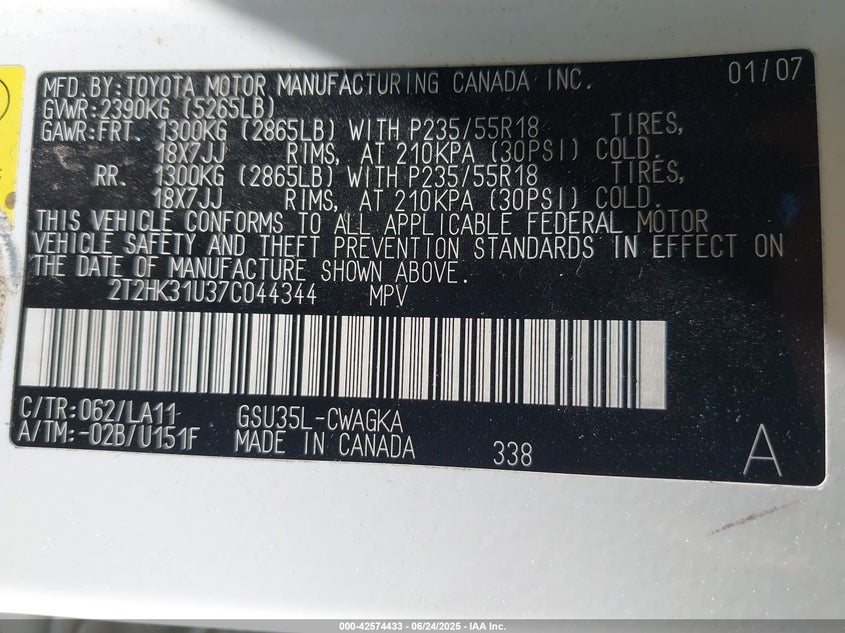 MFD.BY:TOYOTA MOTOR MANUFACTURING CANADA INC. 01/07
GVWR:2390KG (5265LB)
GAWR:FRT. 1300KG (2865LB) WITH P235/55R18 TIRES,
18X7JJ RIMS, AT 210KPA (30PSI) COLD.
RR. 1300KG (2865LB) WITH P235/55R18 TIRES,
18X7JJ RIMS, AT 210KPA (30PSI) COLD.
THIS VEHICLE CONFORMS TO ALL APPLICABLE FEDERAL MOTOR
VEHICLE SAFETY AND THEFT PREVENTION STANDARDS IN EFFECT ON
THE DATE OF MANUFACTURE SHOWN ABOVE.
2T2HK31U37C044344 MPV
C/TR:062/LA11 GSU35L-CWAGKA
A/TM:-02B/U151F MADE IN CANADA 338 A
000-42574433 - 06/24/2025 - IAA Inc.